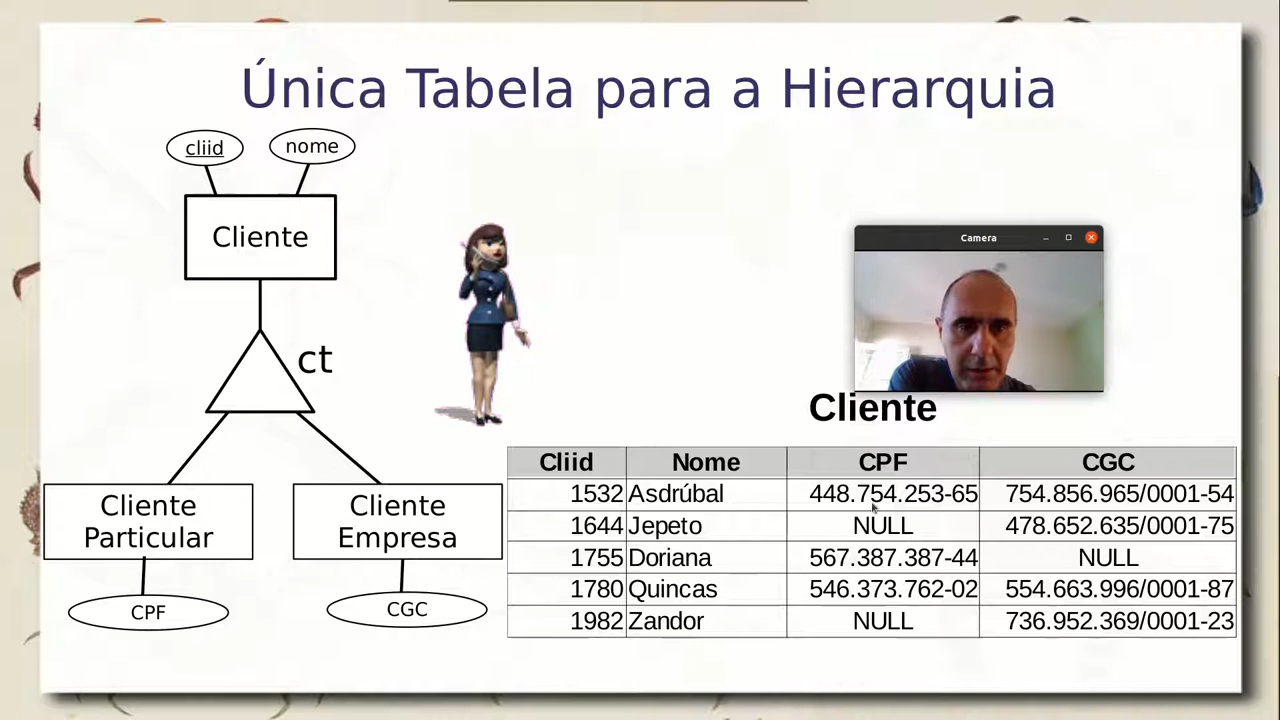 Única Tabela para a Hierarquia
cliid
nome
Cliente
ct
Cliente
Particular
Cliente
Empresa
CPF
CGC
Camera
Cliente
Cliid Nome CPF CGC
1532 Asdrúbal 448.754.253-65 754.856.965/0001-54
1644 Jepeto NULL 478.652.635/0001-75
1755 Doriana 567.387.387-44 NULL
1780 Quincas 546.373.762-02 554.663.996/0001-87
1982 Zandor NULL 736.952.369/0001-23